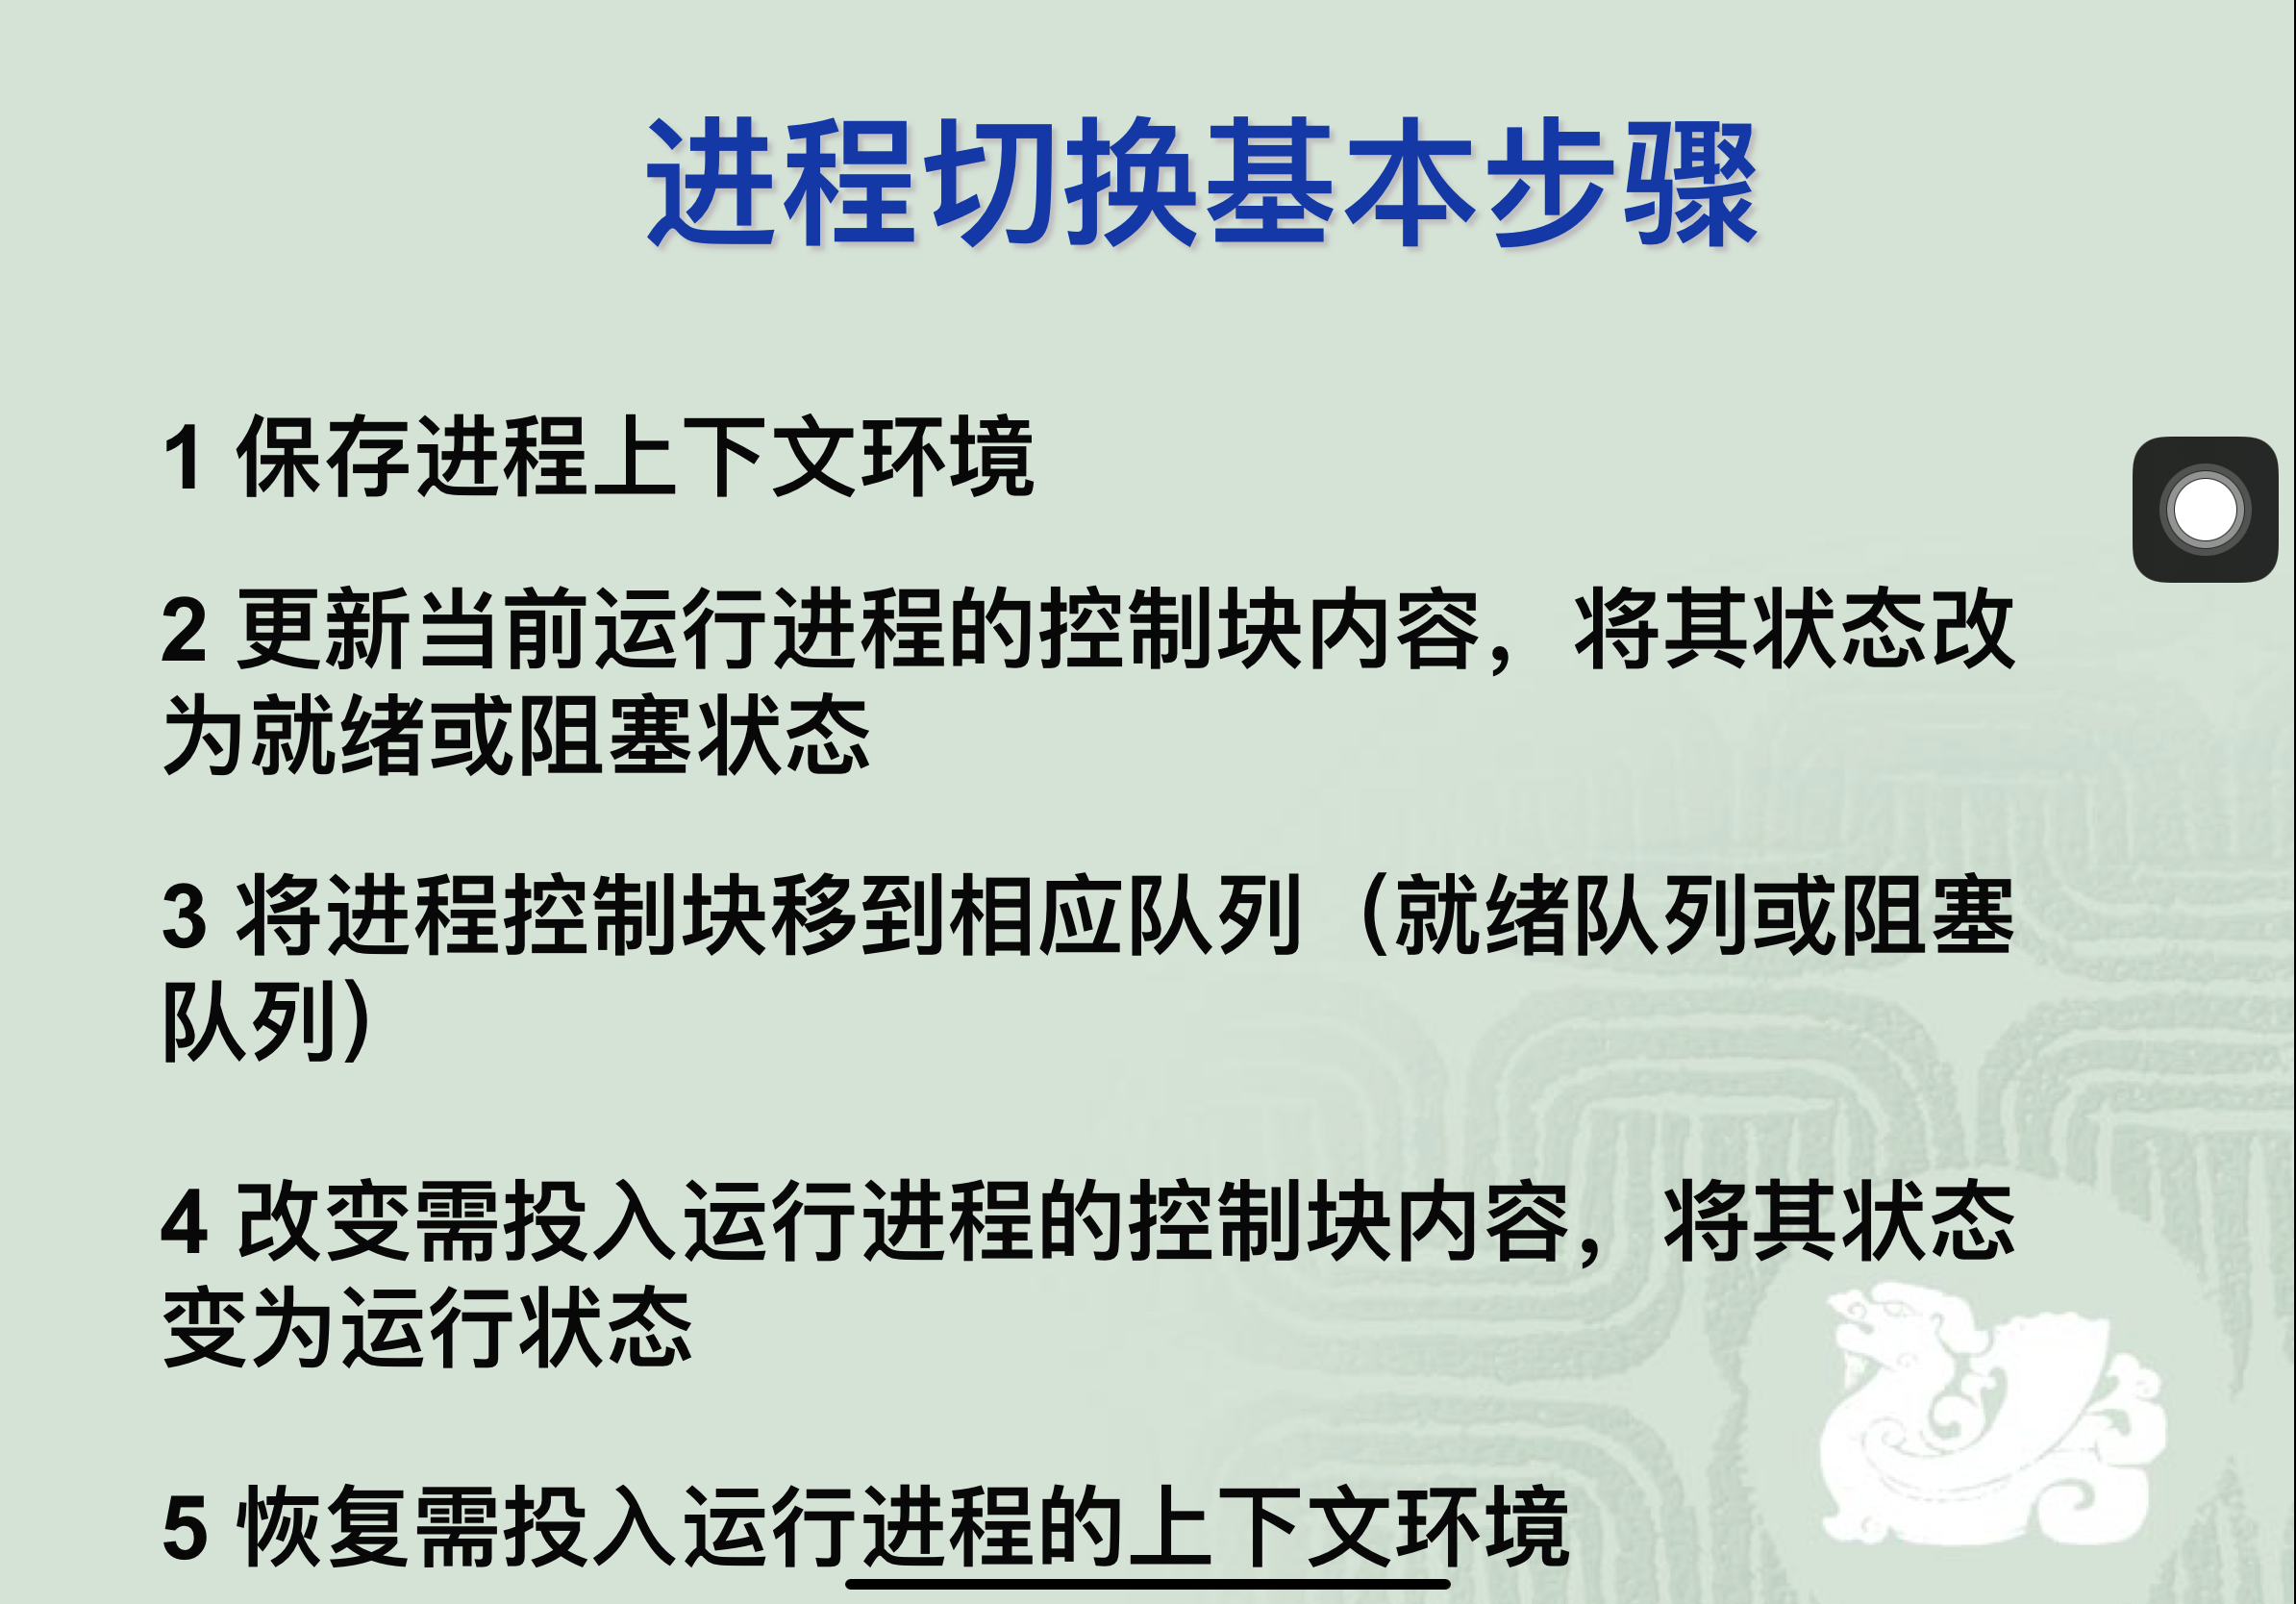 进程切换基本步骤
1 保存进程上下文环境
2 更新当前运行进程的控制块内容，将其状态改
为就绪或阻塞状态
3 将进程控制块移到相应队列（就绪队列或阻塞
队列）
4 改变需投入运行进程的控制块内容，将其状态
变为运行状态
5 恢复需投入运行进程的上下文环境